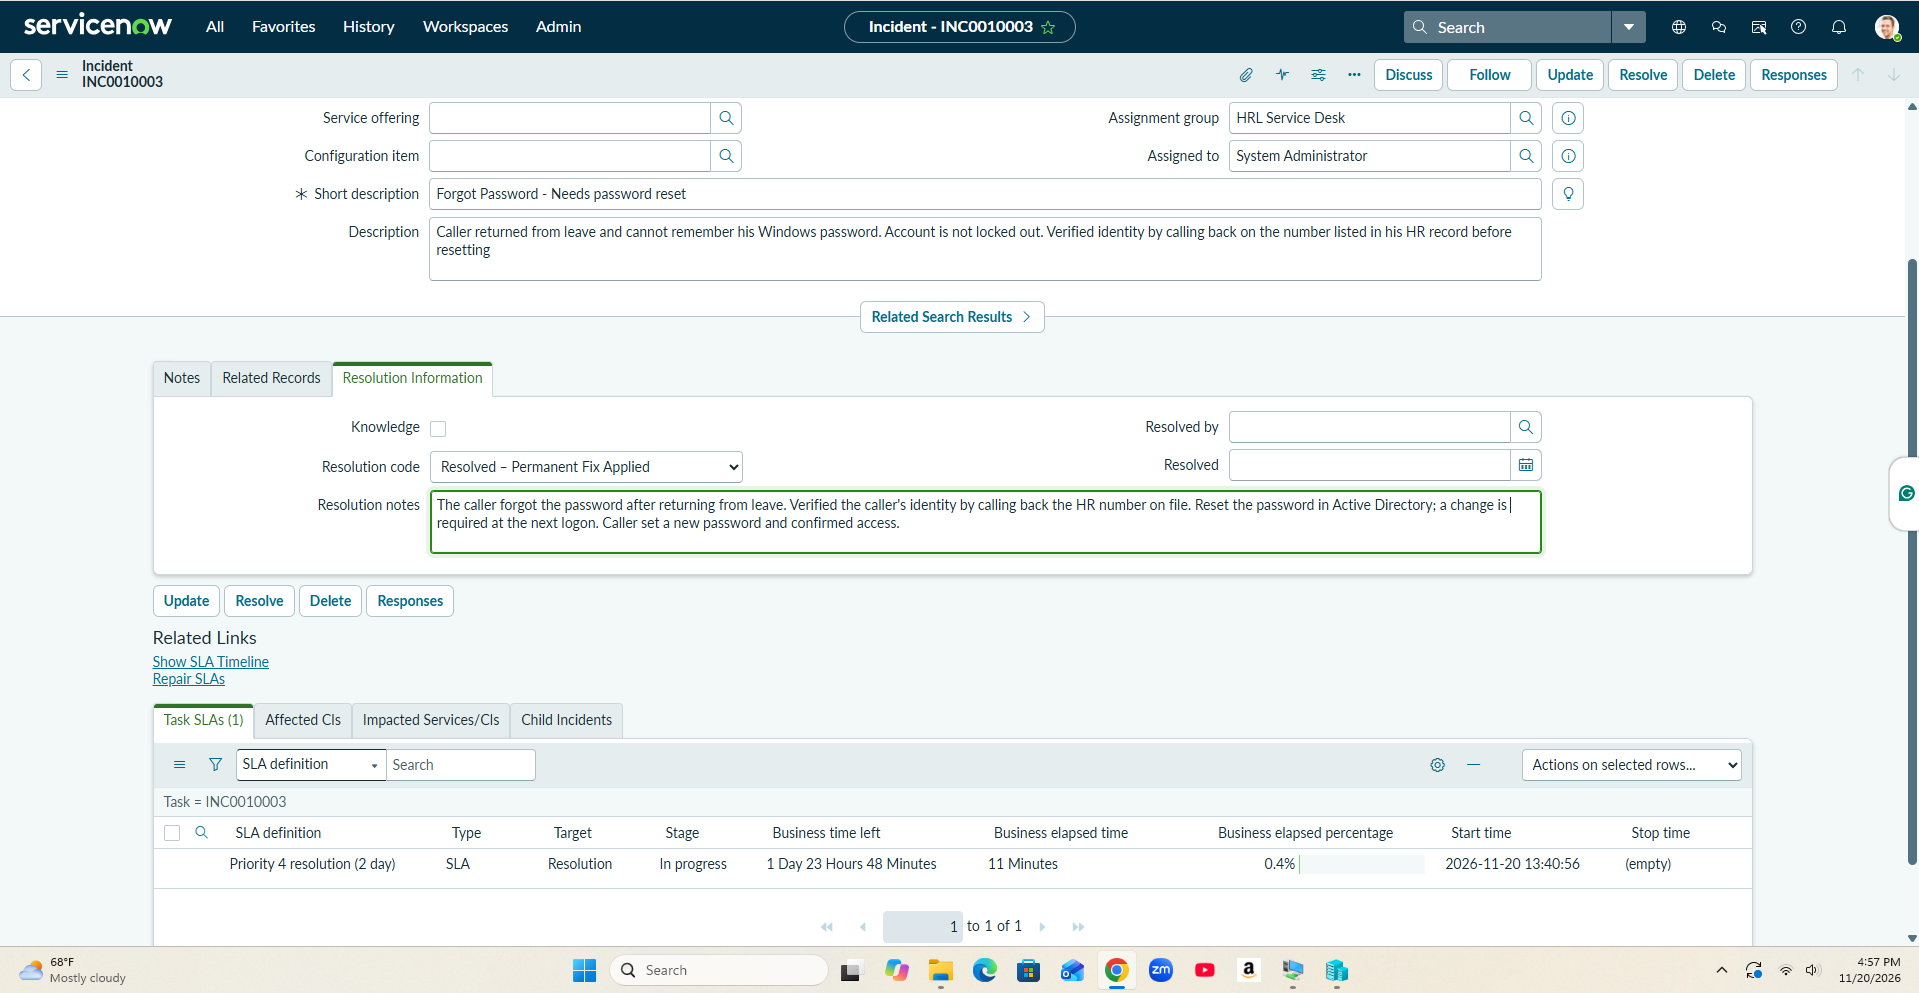 servicenow All Favorites History Workspaces Admin Incident - INC0010003 Search
Incident
INC0010003
Discuss Follow Update Resolve Delete Responses
Service offering
Assignment group HRL Service Desk
Configuration item
Assigned to System Administrator
Short description Forgot Password - Needs password reset
Description Caller returned from leave and cannot remember his Windows password. Account is not locked out. Verified identity by calling back on the number listed in his HR record before
resetting
Related Search Results
Notes Related Records Resolution Information
Knowledge
Resolved by
Resolution code Resolved – Permanent Fix Applied
Resolved
Resolution notes The caller forgot the password after returning from leave. Verified the caller's identity by calling back the HR number on file. Reset the password in Active Directory; a change is
required at the next logon. Caller set a new password and confirmed access.
Update Resolve Delete Responses
Related Links
Show SLA Timeline
Repair SLAs
Task SLAs (1) Affected CIs Impacted Services/CIs Child Incidents
SLA definition Search Actions on selected rows...
Task = INC0010003
SLA definition Type Target Stage Business time left Business elapsed time Business elapsed percentage Start time Stop time
Priority 4 resolution (2 day) SLA Resolution In progress 1 Day 23 Hours 48 Minutes 11 Minutes 0.4% 2026-11-20 13:40:56 (empty)
1 to 1 of 1
68°F
Mostly cloudy
Search
zm
a
4:57 PM
11/20/2026